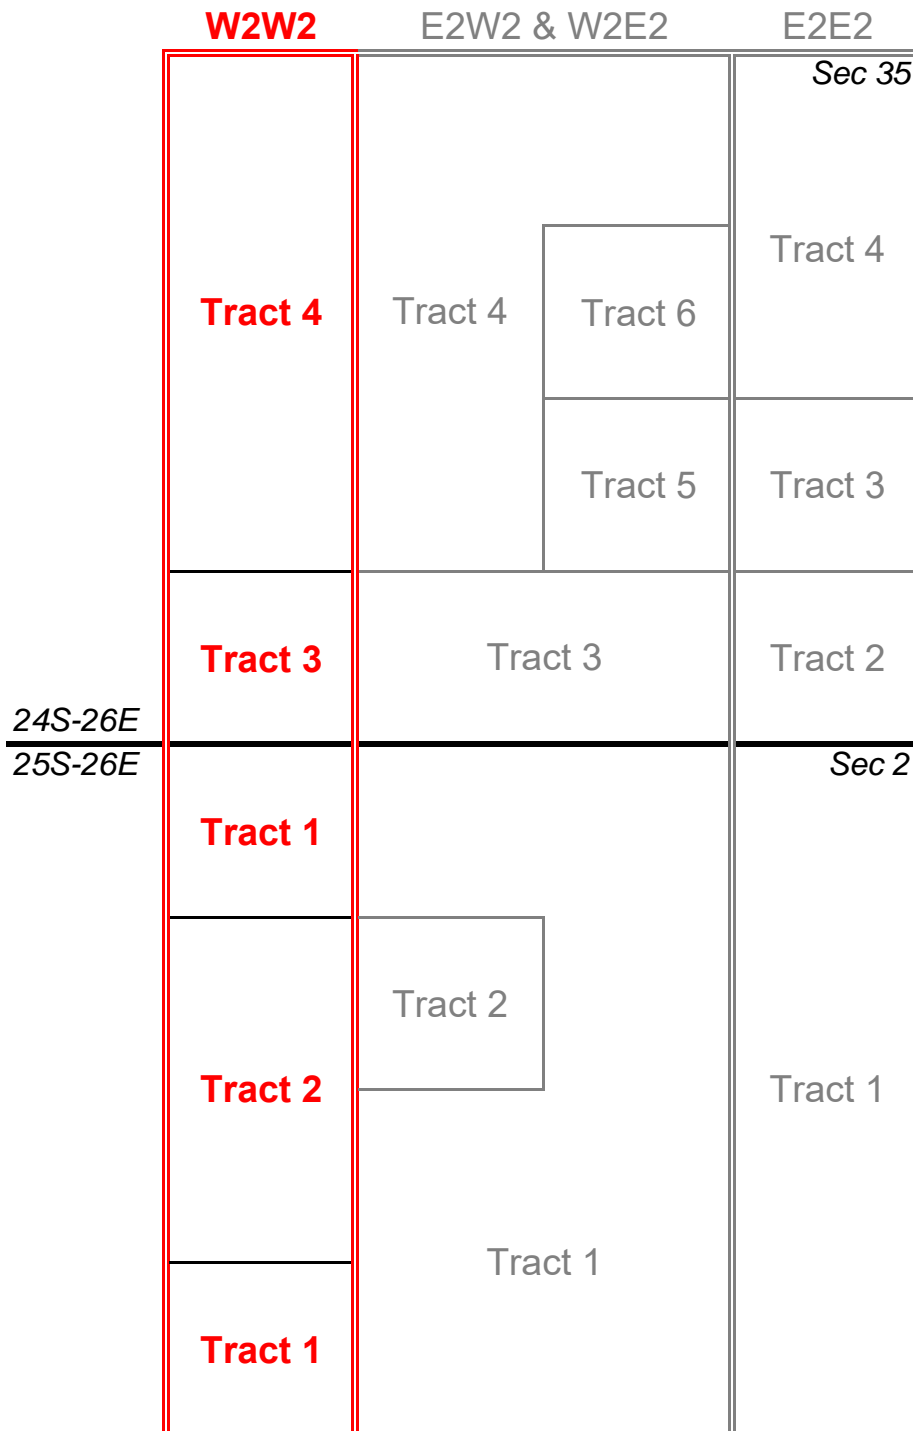 W2W2 E2W2 & W2E2 E2E2
Sec 35
Tract 4
Tract 4 Tract 4 Tract 6
Tract 5 Tract 3
Tract 3 Tract 3 Tract 2
24S-26E
25S-26E Sec 2
Tract 1
Tract 2
Tract 2 Tract 1
Tract 1
Tract 1